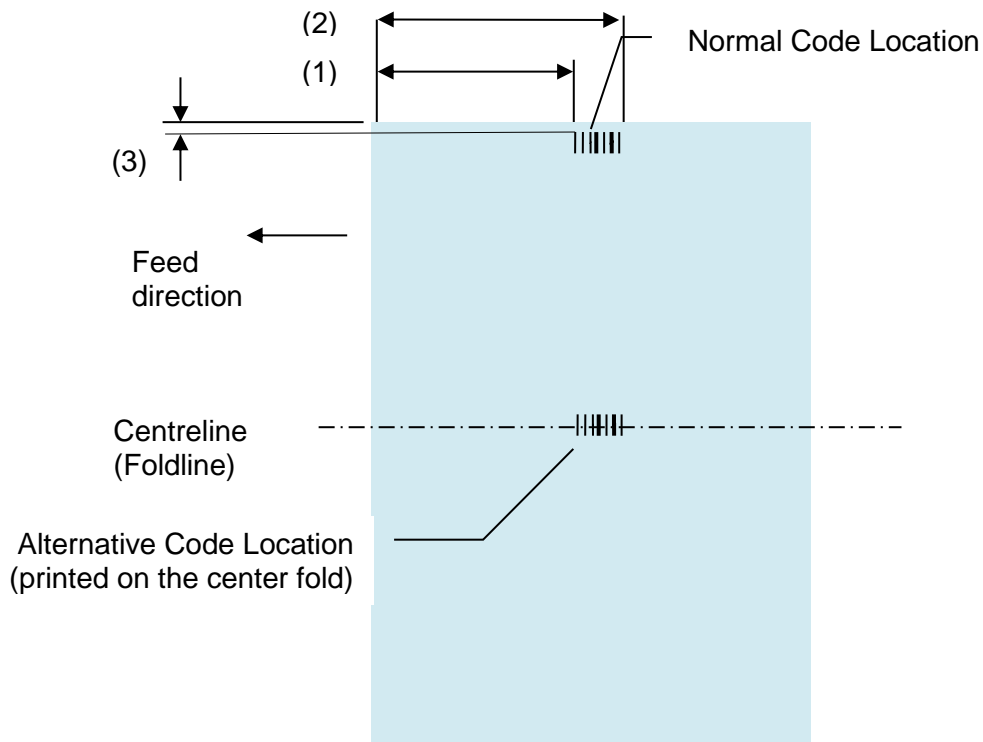 (2)
Normal Code Location
(1)
(3)
Feed
direction
Centreline
(Foldline)
Alternative Code Location
(printed on the center fold)